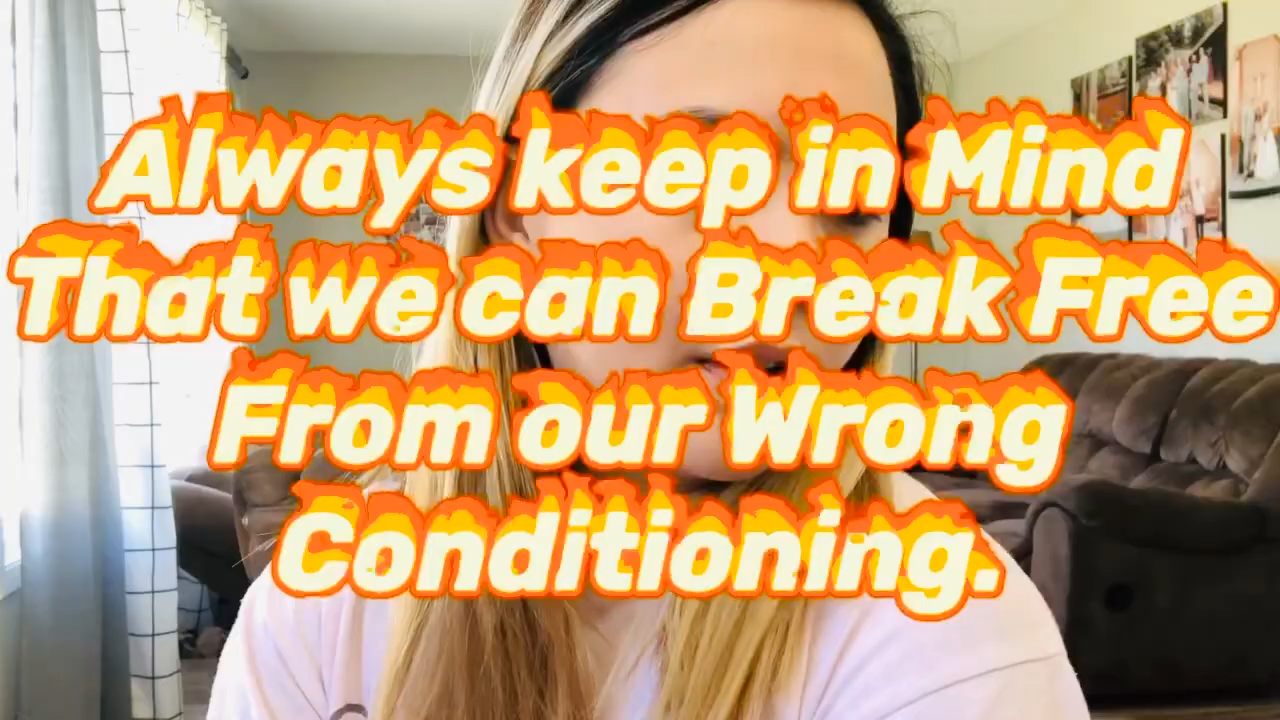 Always keep in Mind
That we can Break Free
From our Wrong
Conditioning.